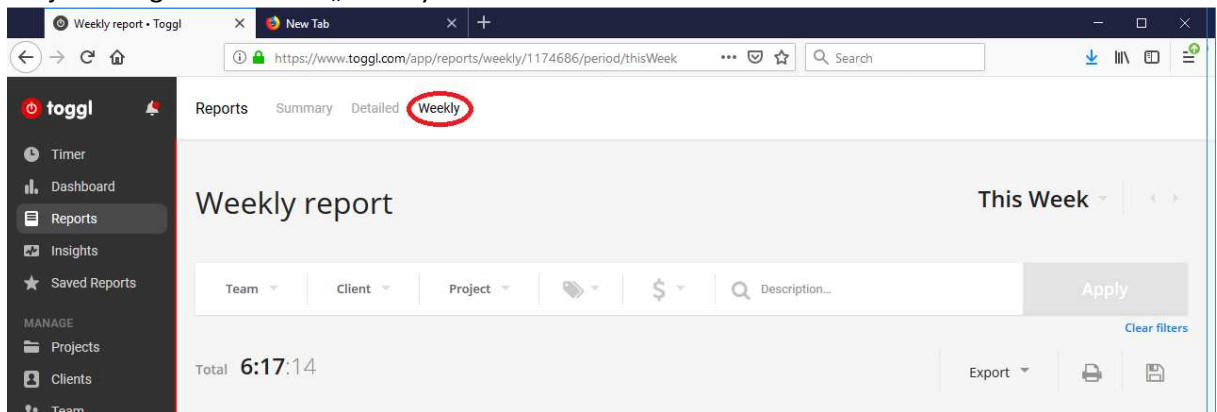 Weekly report • Toggl
New Tab
https://www.toggl.com/app/reports/weekly/1174686/period/thisWeek
Search
toggl
Reports Summary Detailed Weekly
Timer
Dashboard
Reports
Insights
Saved Reports
MANAGE
Projects
Clients
Team
Weekly report
This Week
Team Client Project $ Description... Apply
Clear filters
Total 6:17:14
Export